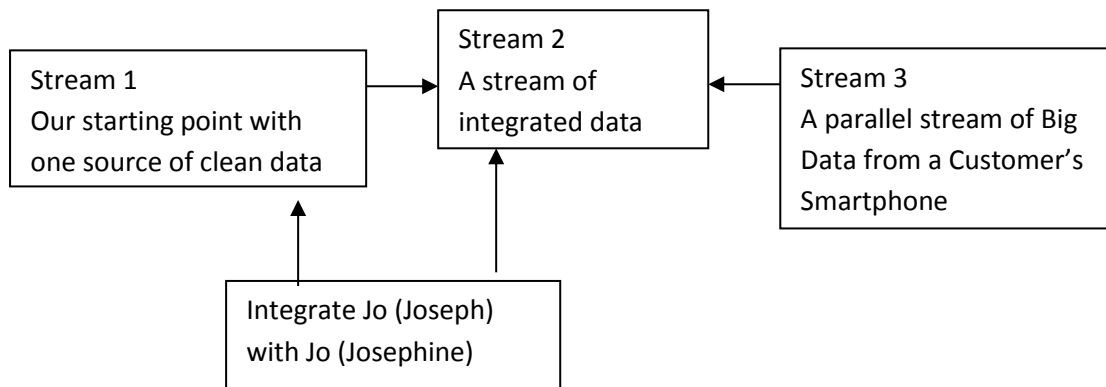 Stream 1
Our starting point with
one source of clean data
Stream 2
A stream of
integrated data
Stream 3
A parallel stream of Big
Data from a Customer’s
Smartphone
Integrate Jo (Joseph)
with Jo (Josephine)